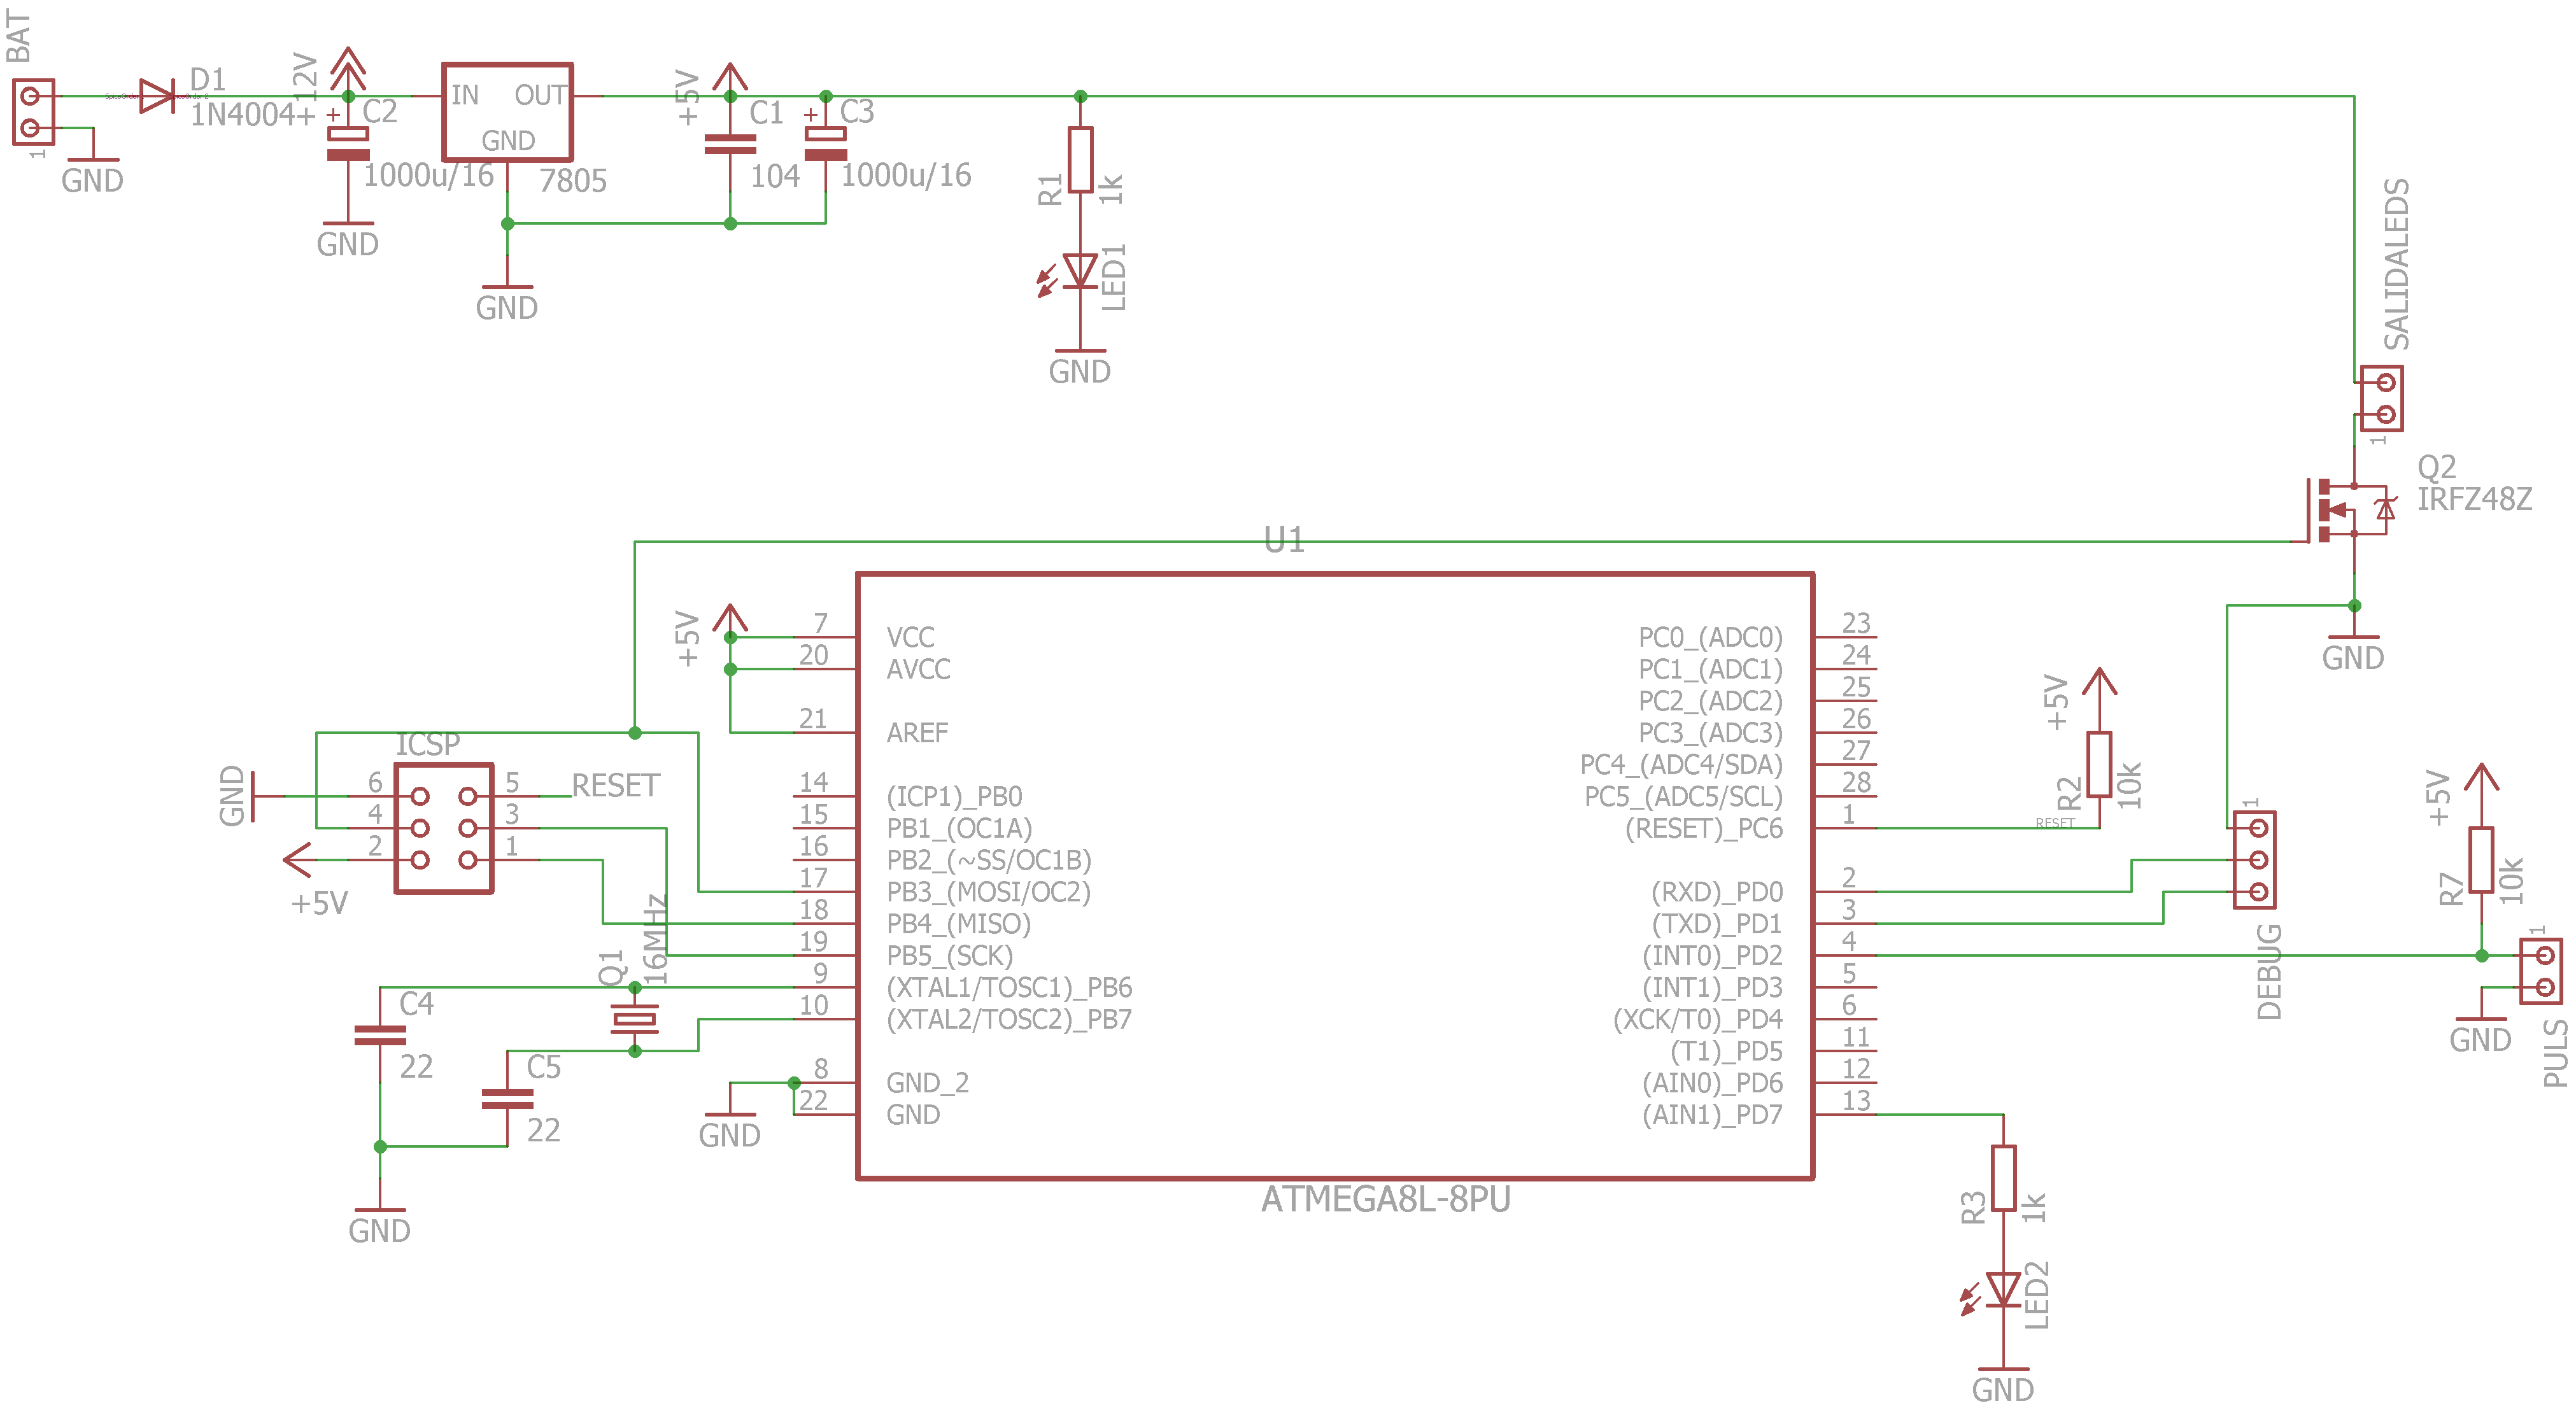 BAT
1
GND
D1
1N4004
+12V
+
C2
1000u/16
GND
IN
OUT
GND
7805
GND
+5V
C1
104
+
C3
1000u/16
R1
1k
LED1
GND
SALIDALEDS
1
Q2
IRFZ48Z
GND
U1
ATMEGA8L-8PU
+5V
7
VCC
20
AVCC
21
AREF
14
(ICP1)_PB0
15
PB1_(OC1A)
16
PB2_(~SS/OC1B)
17
PB3_(MOSI/OC2)
18
PB4_(MISO)
19
PB5_(SCK)
9
(XTAL1/TOSC1)_PB6
10
(XTAL2/TOSC2)_PB7
8
GND_2
22
GND
GND
PC0_(ADC0)
23
PC1_(ADC1)
24
PC2_(ADC2)
25
PC3_(ADC3)
26
PC4_(ADC4/SDA)
27
PC5_(ADC5/SCL)
28
(RESET)_PC6
1
(RXD)_PD0
2
(TXD)_PD1
3
(INT0)_PD2
4
(INT1)_PD3
5
(XCK/T0)_PD4
6
(T1)_PD5
11
(AIN0)_PD6
12
(AIN1)_PD7
13
ICSP
GND
6
5
RESET
4
3
2
1
+5V
Q1
16MHz
C4
22
C5
22
GND
+5V
R2
10k
RESET
1
DEBUG
+5V
R7
10k
1
PULS
GND
R3
1k
LED2
GND